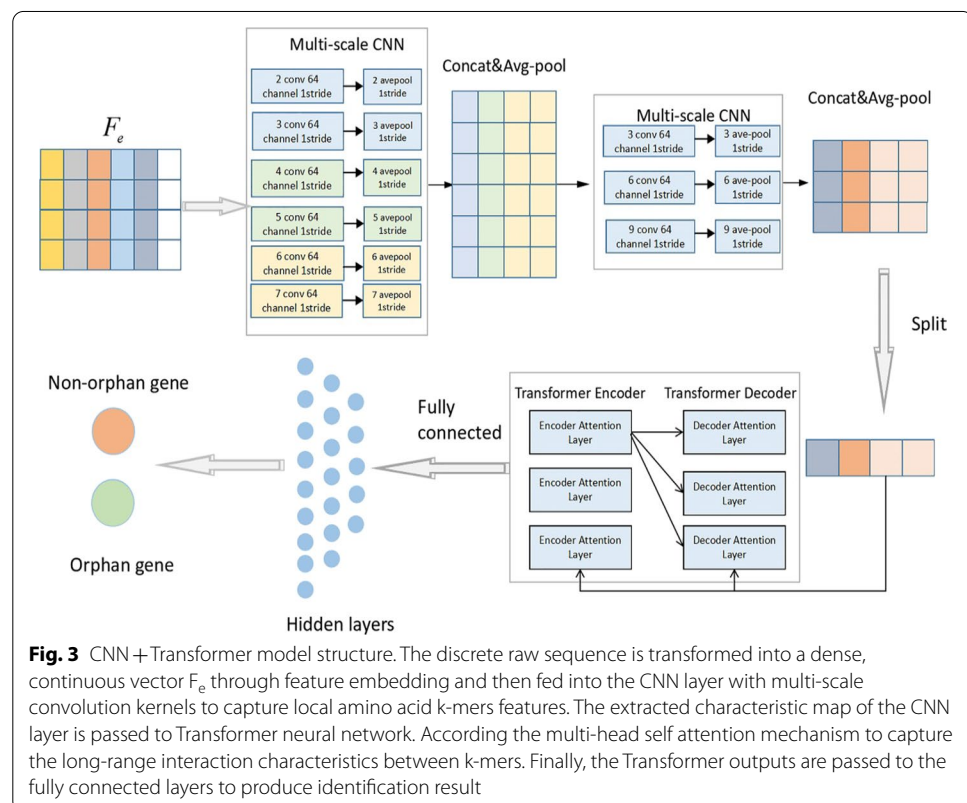 Multi-scale CNN
2 conv 64
channel 1stride
2 avepool
1stride
3 conv 64
channel 1stride
3 avepool
1stride
4 conv 64
channel 1stride
4 avepool
1stride
5 conv 64
channel 1stride
5 avepool
1stride
6 conv 64
channel 1stride
6 avepool
1stride
7 conv 64
channel 1stride
7 avepool
1stride
Fe
Concat&Avg-pool
Multi-scale CNN
3 conv 64
channel 1stride
3 ave-pool
1stride
6 conv 64
channel 1stride
6 ave-pool
1stride
9 conv 64
channel 1stride
9 ave-pool
1stride
Concat&Avg-pool
Split
Transformer Encoder
Transformer Decoder
Encoder Attention
Layer
Decoder Attention
Layer
Encoder Attention
Layer
Decoder Attention
Layer
Encoder Attention
Layer
Decoder Attention
Layer
Fully
connected
Hidden layers
Non-orphan gene
Orphan gene
Fig. 3 CNN + Transformer model structure. The discrete raw sequence is transformed into a dense,
continuous vector Fe through feature embedding and then fed into the CNN layer with multi-scale
convolution kernels to capture local amino acid k-mers features. The extracted characteristic map of the CNN
layer is passed to Transformer neural network. According the multi-head self attention mechanism to capture
the long-range interaction characteristics between k-mers. Finally, the Transformer outputs are passed to the
fully connected layers to produce identification result